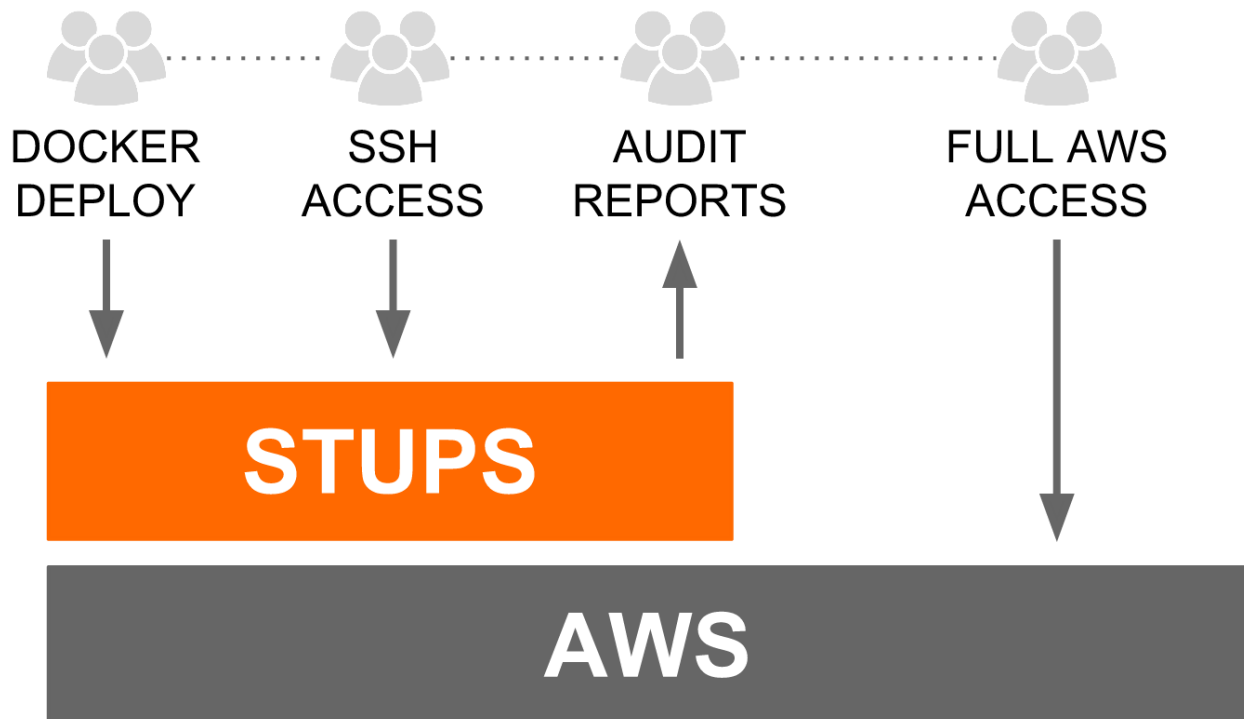 DOCKER
DEPLOY
SSH
ACCESS
AUDIT
REPORTS
FULL AWS
ACCESS
STUPS
AWS